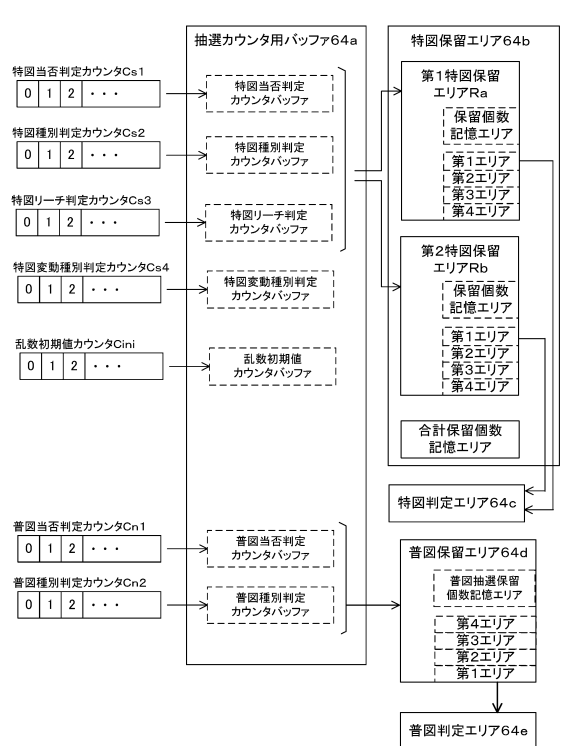 抽選カウンタ用バッファ64a
特図当否判定カウンタCs1
0 1 2 ・・・
特図当否判定
カウンタバッファ
特図種別判定カウンタCs2
0 1 2 ・・・
特図種別判定
カウンタバッファ
特図リーチ判定カウンタCs3
0 1 2 ・・・
特図リーチ判定
カウンタバッファ
特図変動種別判定カウンタCs4
0 1 2 ・・・
特図変動種別判定
カウンタバッファ
乱数初期値カウンタCini
0 1 2 ・・・
乱数初期値
カウンタバッファ
普図当否判定カウンタCn1
0 1 2 ・・・
普図当否判定
カウンタバッファ
普図種別判定カウンタCn2
0 1 2 ・・・
普図種別判定
カウンタバッファ
特図保留エリア64b
第1特図保留
エリアRa
保留個数
記憶エリア
第1エリア
第2エリア
第3エリア
第4エリア
第2特図保留
エリアRb
保留個数
記憶エリア
第1エリア
第2エリア
第3エリア
第4エリア
合計保留個数
記憶エリア
特図判定エリア64c
普図保留エリア64d
普図抽選保留
個数記憶エリア
第4エリア
第3エリア
第2エリア
第1エリア
普図判定エリア64e